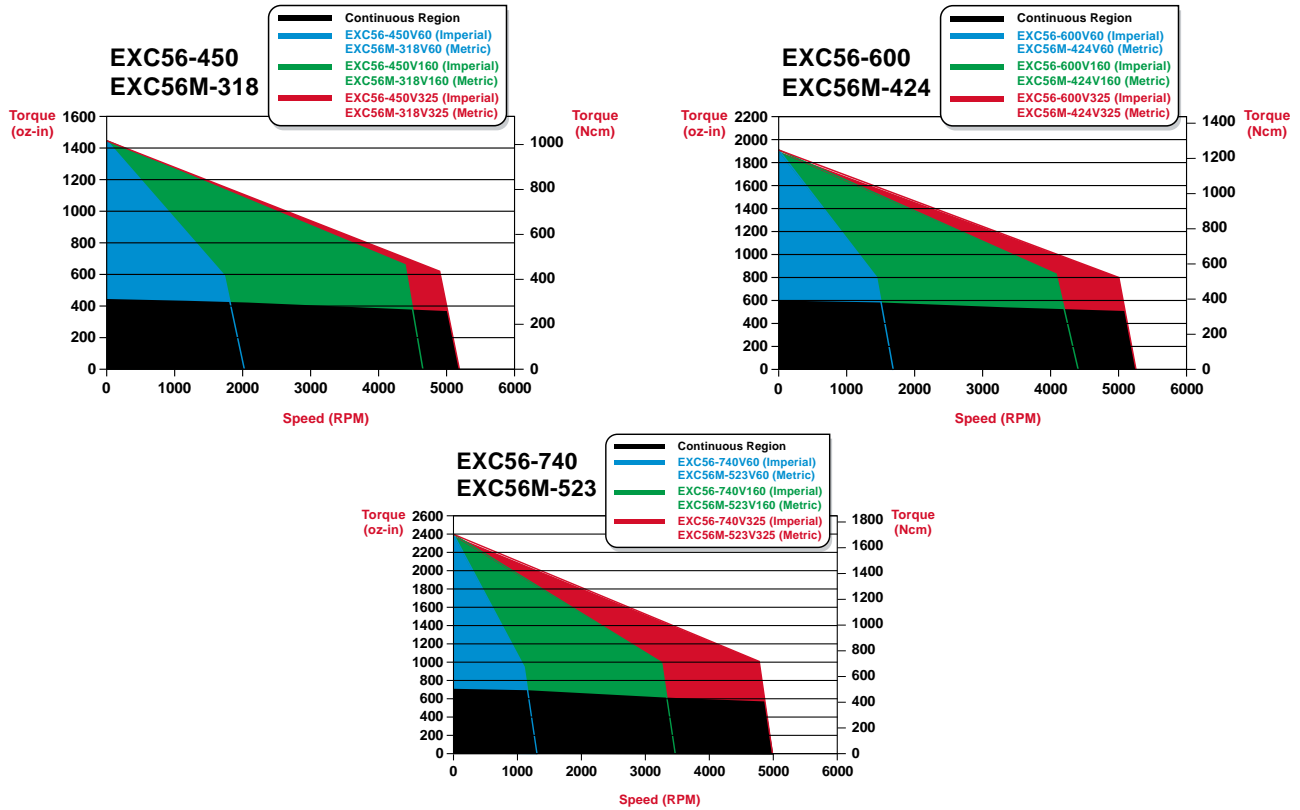 EXC56-450
EXC56M-318
Continuous Region
EXC56-450V60 (Imperial)
EXC56M-318V60 (Metric)
EXC56-450V160 (Imperial)
EXC56M-318V160 (Metric)
EXC56-450V325 (Imperial)
EXC56M-318V325 (Metric)
Torque
(oz-in)
1600
1400
1200
1000
800
600
400
200
0
Torque
(Ncm)
1000
800
600
400
200
0
0 1000 2000 3000 4000 5000 6000
Speed (RPM)
EXC56-600
EXC56M-424
Continuous Region
EXC56-600V60 (Imperial)
EXC56M-424V60 (Metric)
EXC56-600V160 (Imperial)
EXC56M-424V160 (Metric)
EXC56-600V325 (Imperial)
EXC56M-424V325 (Metric)
Torque
(oz-in)
2200
2000
1800
1600
1400
1200
1000
800
600
400
200
0
Torque
(Ncm)
1400
1200
1000
800
600
400
200
0
0 1000 2000 3000 4000 5000 6000
Speed (RPM)
EXC56-740
EXC56M-523
Continuous Region
EXC56-740V60 (Imperial)
EXC56M-523V60 (Metric)
EXC56-740V160 (Imperial)
EXC56M-523V160 (Metric)
EXC56-740V325 (Imperial)
EXC56M-523V325 (Metric)
Torque
(oz-in)
2600
2400
2200
2000
1800
1600
1400
1200
1000
800
600
400
200
0
Torque
(Ncm)
1800
1600
1400
1200
1000
800
600
400
200
0
0 1000 2000 3000 4000 5000 6000
Speed (RPM)